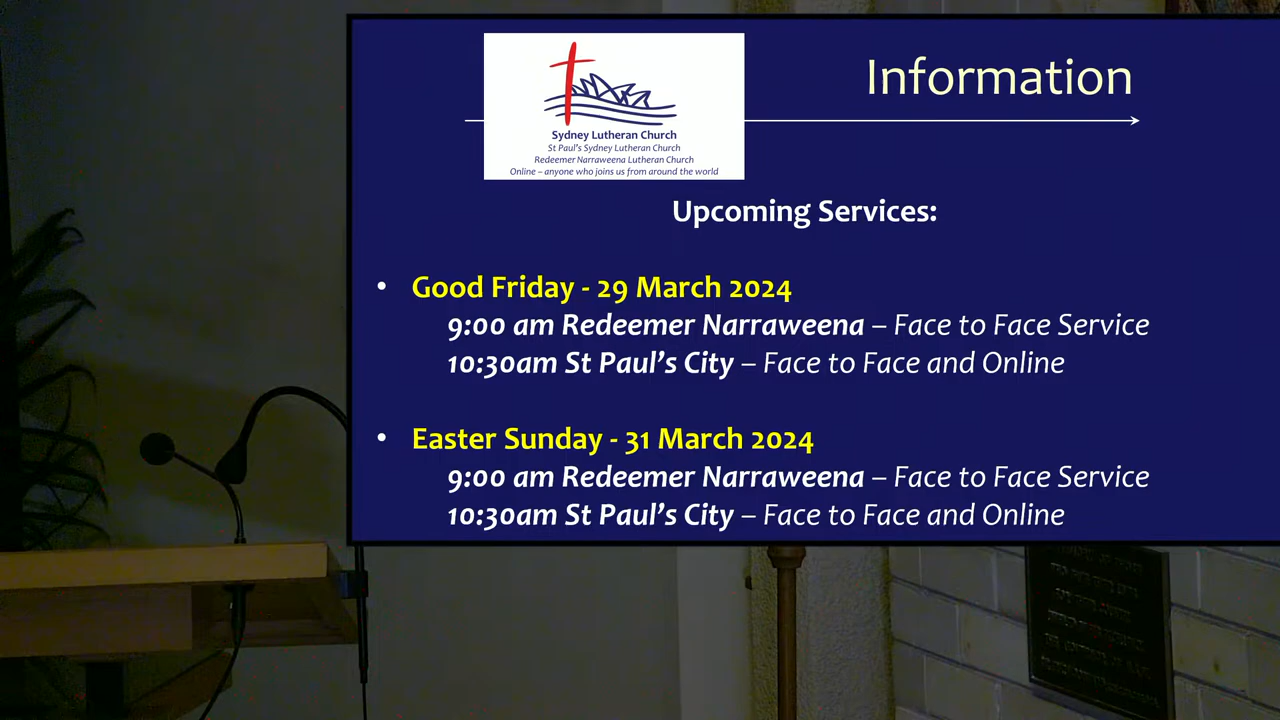 Information
Sydney Lutheran Church
St Paul's Sydney Lutheran Church
Redeemer Narraweena Lutheran Church
Online – anyone who joins us from around the world
Upcoming Services:
• Good Friday - 29 March 2024
9:00 am Redeemer Narraweena – Face to Face Service
10:30am St Paul's City – Face to Face and Online
• Easter Sunday - 31 March 2024
9:00 am Redeemer Narraweena – Face to Face Service
10:30am St Paul's City – Face to Face and Online